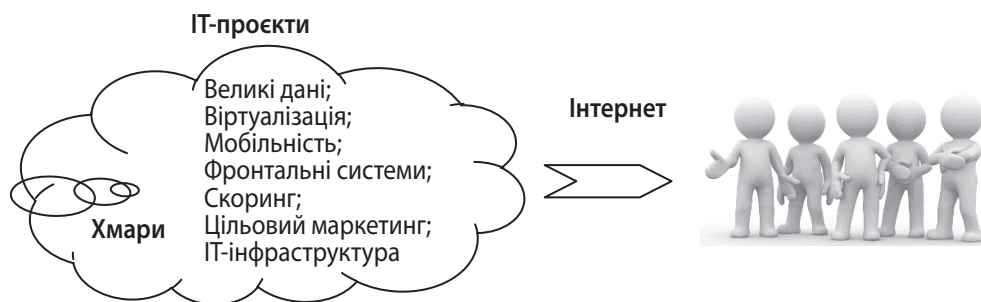 ІТ-проєкти
Великі дані;
Віртуалізація;
Мобільність;
Фронтальні системи;
Скоринг;
Цільовий маркетинг;
ІТ-інфраструктура
Хмари
Інтернет